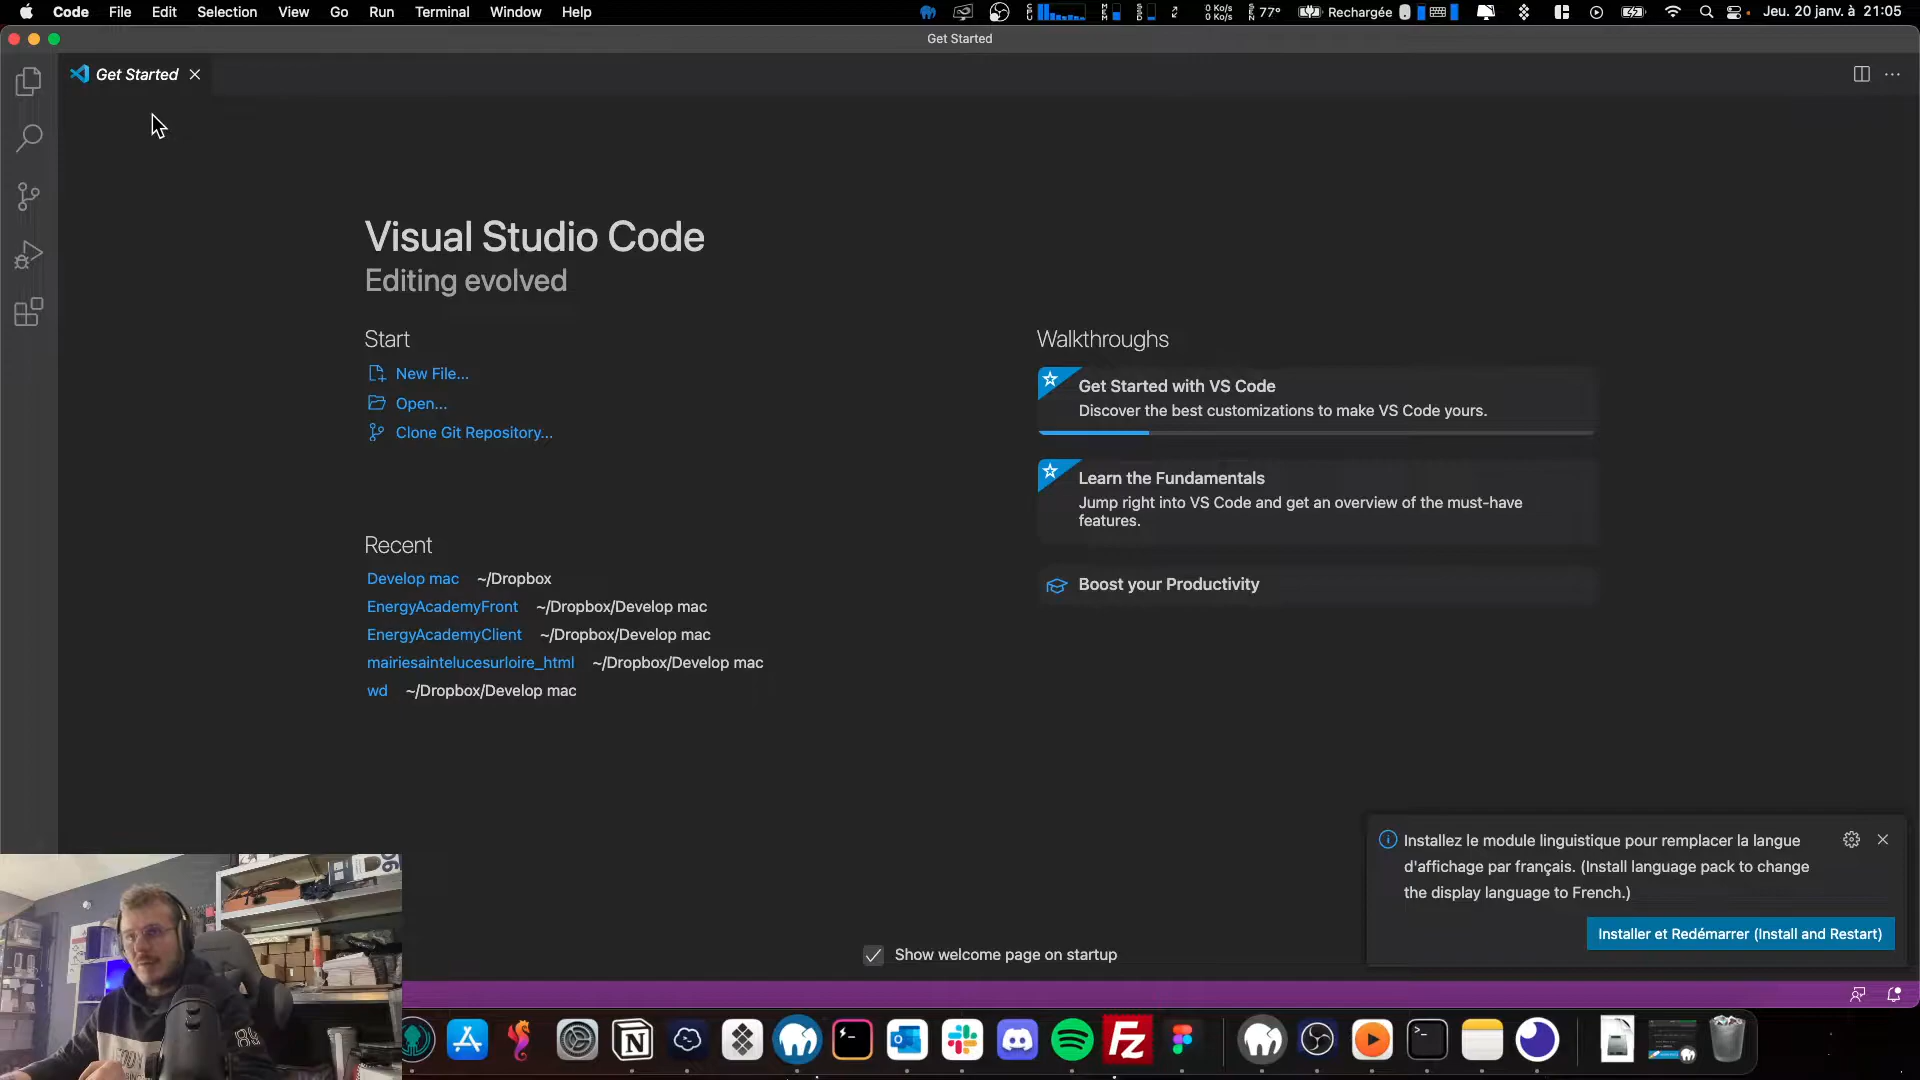 Code File Edit Selection View Go Run Terminal Window Help
0 Ko/s
0 Ko/s
77° Rechargée Jeu. 20 janv. à 21:05
Get Started
Get Started
Visual Studio Code
Editing evolved
Start
New File...
Open...
Clone Git Repository...
Recent
Develop mac ~/Dropbox
EnergyAcademyFront ~/Dropbox/Develop mac
EnergyAcademyClient ~/Dropbox/Develop mac
mairiesaintelucesurloire_html ~/Dropbox/Develop mac
wd ~/Dropbox/Develop mac
Walkthroughs
Get Started with VS Code
Discover the best customizations to make VS Code yours.
Learn the Fundamentals
Jump right into VS Code and get an overview of the must-have
features.
Boost your Productivity
Installez le module linguistique pour remplacer la langue
d'affichage par français. (Install language pack to change
the display language to French.)
Installer et Redémarrer (Install and Restart)
Show welcome page on startup